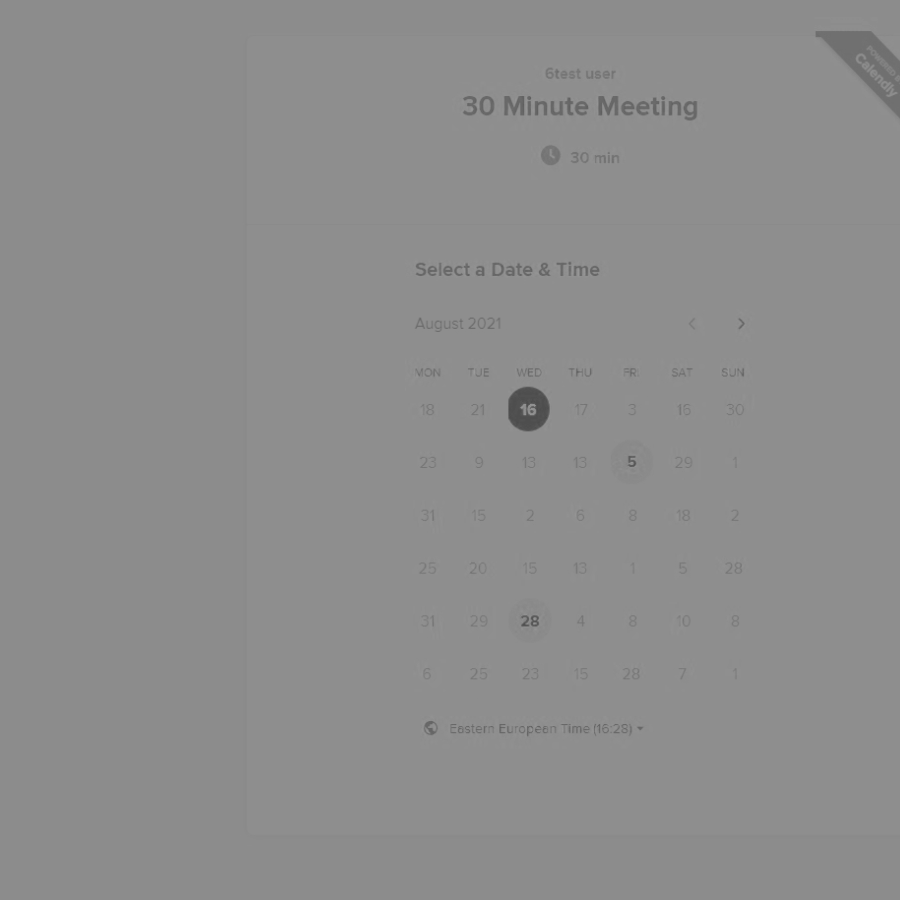 POWERED BY
Calendly
6test user
30 Minute Meeting
30 min
Select a Date & Time
August 2021
MON TUE WED THU FRI SAT SUN
18 21 16 17 3 16 30
23 9 13 13 5 29 1
31 15 2 6 8 18 2
25 20 15 13 1 5 28
31 29 28 4 8 10 8
6 25 23 15 28 7 1
Eastern European Time (16:28)